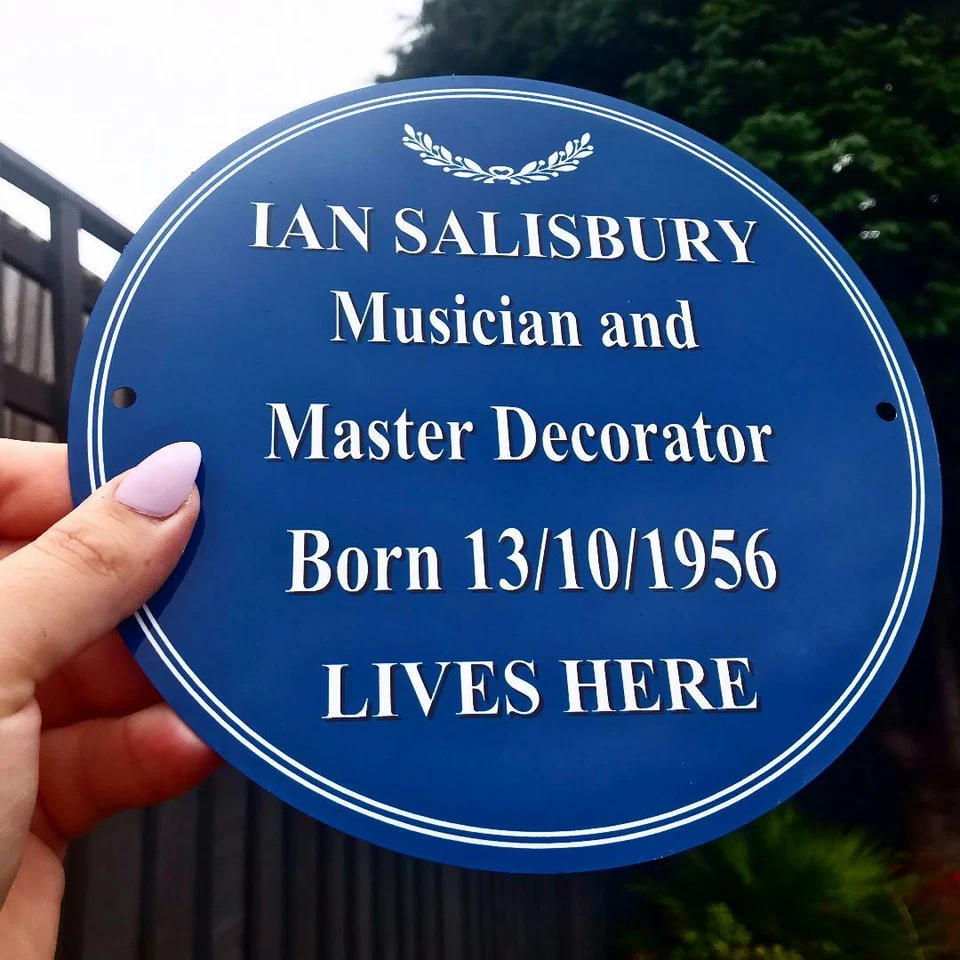 IAN SALISBURY
Musician and
Master Decorator
Born 13/10/1956
LIVES HERE